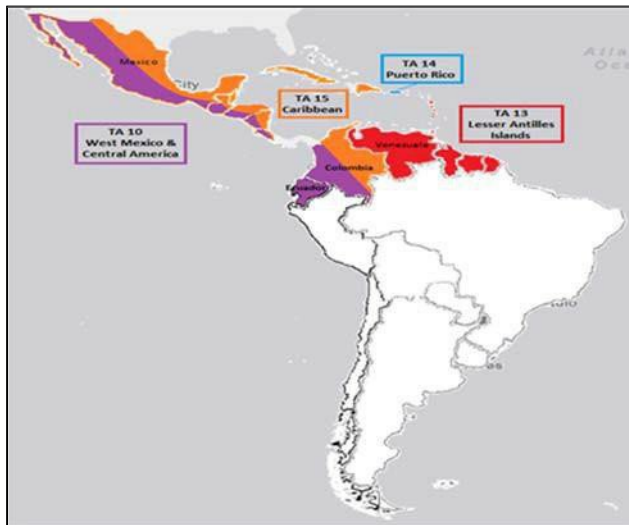 Mexico
City
TA 14
Puerto Rico
TA 15
Caribbean
TA 13
Lesser Antilles
Islands
TA 10
West Mexico &
Central America
Venezuela
Colombia
Ecuador